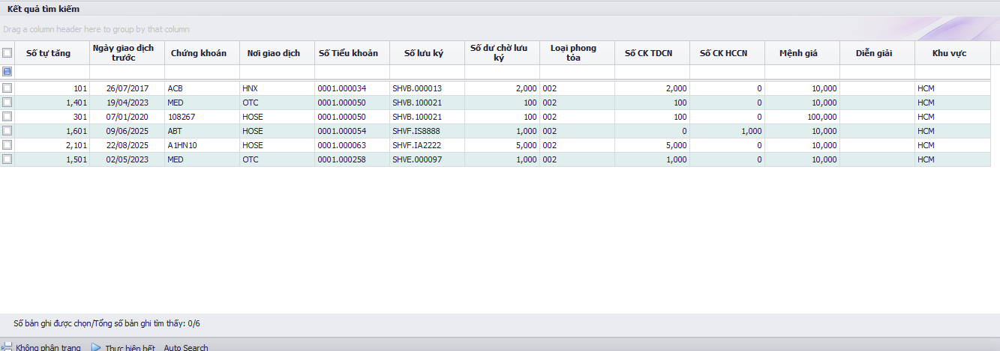 Kết quả tìm kiếm
Drag a column header here to group by that column
Số tự tăng Ngày giao dịch trước Chứng khoán Nơi giao dịch Số Tiểu khoản Số lưu ký Số dư chờ lưu ký Loại phong tỏa Số CK TDCN Số CK HCCN Mệnh giá Diễn giải Khu vực
101 26/07/2017 ACB HNX 0001.000034 SHVB.000013 2,000 002 2,000 0 10,000 HCM
1,401 19/04/2023 MED OTC 0001.000050 SHVB.100021 100 002 100 0 10,000 HCM
301 07/01/2020 108267 HOSE 0001.000050 SHVB.100021 100 002 100 0 100,000 HCM
1,601 09/06/2025 ABT HOSE 0001.000054 SHVF.IS8888 1,000 002 0 1,000 10,000 HCM
2,101 22/08/2025 A1HN10 HOSE 0001.000063 SHVF.IA2222 5,000 002 5,000 0 10,000 HCM
1,501 02/05/2023 MED OTC 0001.000258 SHVE.000097 1,000 002 1,000 0 10,000 HCM
Số bản ghi được chọn/Tổng số bản ghi tìm thấy: 0/6
Không phân trang Thực hiện hết Auto Search